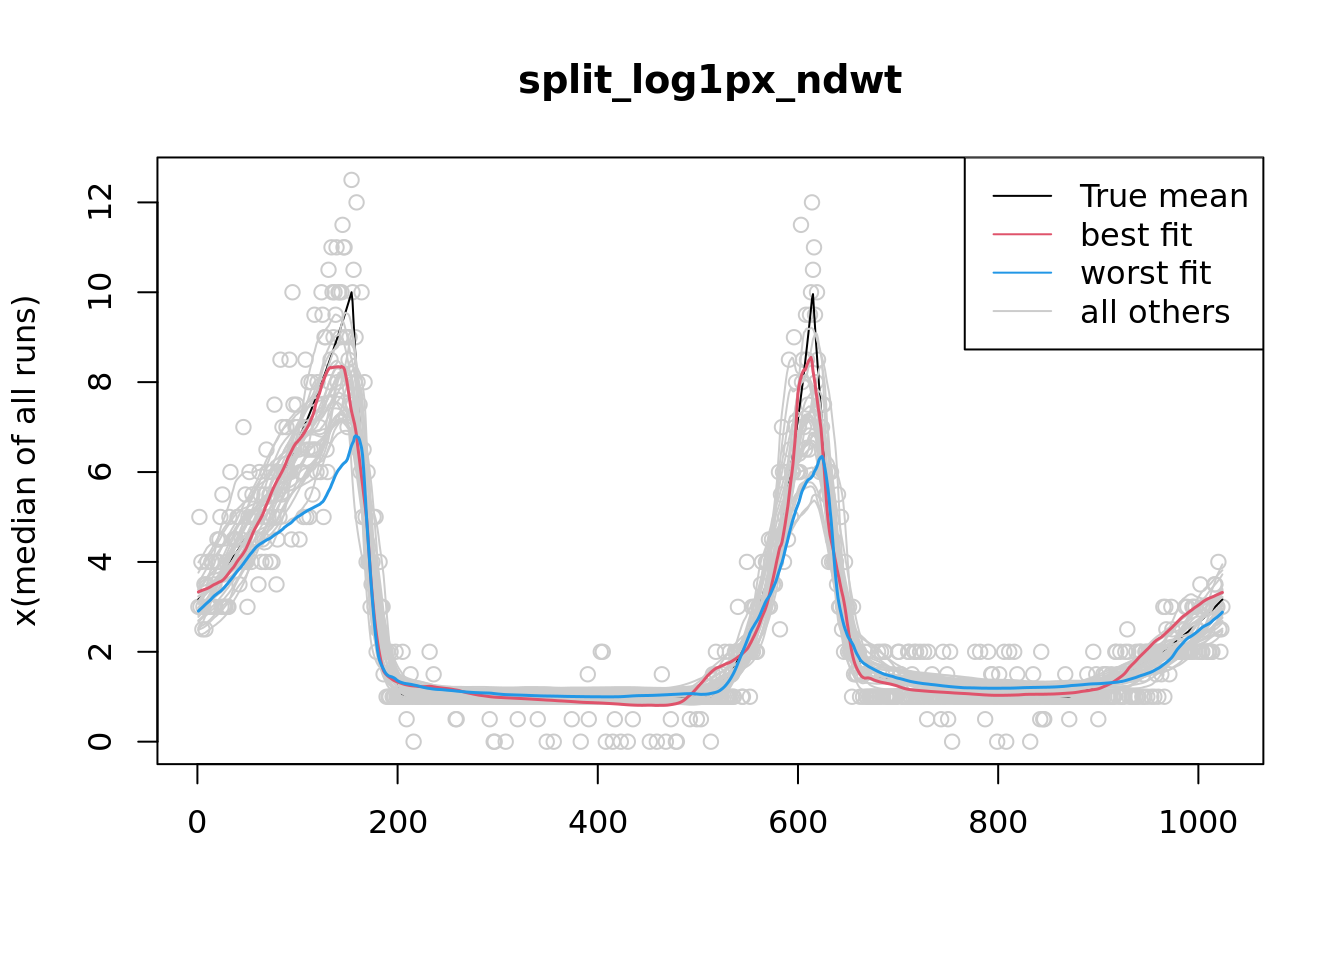 split_log1px_ndwt
True mean
best fit
worst fit
all others
x(median of all runs)
12
10
8
6
4
2
0
0 200 400 600 800 1000